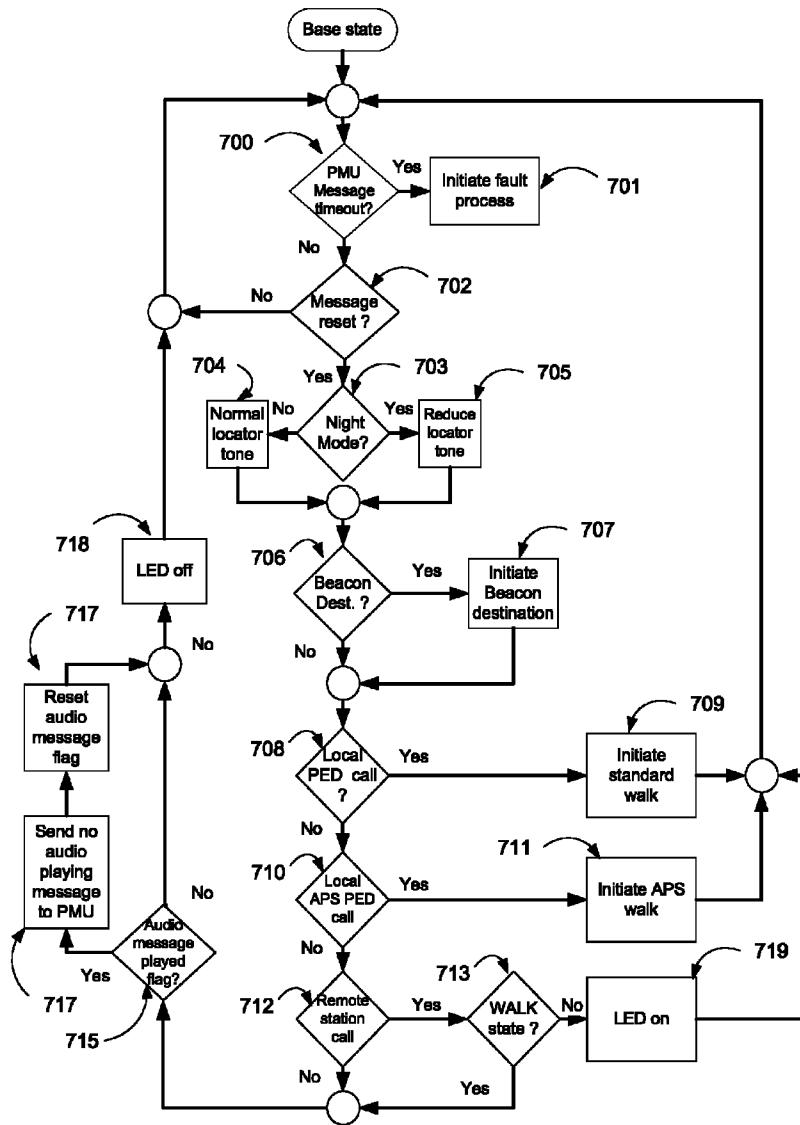 Base state
700
PMU
Message
timeout?
Yes
Initiate fault
process
701
No
Message
reset ?
702
No
Yes
703
704
Normal
locator
tone
No
Night
Mode?
Yes
Reduce
locator
tone
705
706
Beacon
Dest. ?
Yes
Initiate
Beacon
destination
707
No
718
LED off
No
717
Reset
audio
message
flag
708
Local
PED call
?
Yes
Initiate
standard
walk
709
No
Send no
audio
playing
message
to PMU
717
710
Local
APS PED
call
Yes
Initiate APS
walk
711
No
No
Audio
message
played
flag?
Yes
715
712
Remote
station
call
Yes
713
WALK
state ?
No
LED on
719
No
Yes